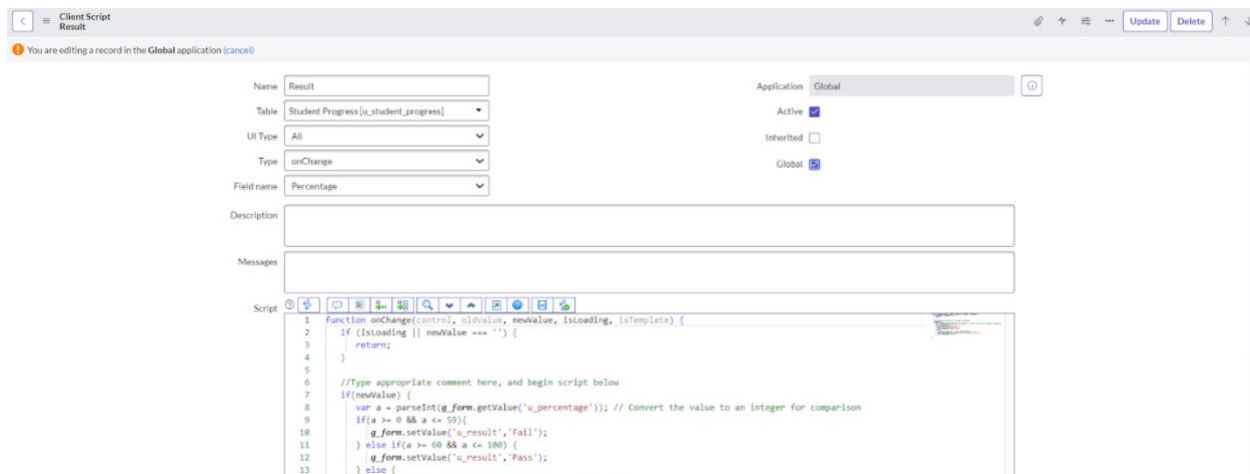 Client Script
Result
Update
Delete
You are editing a record in the Global application (cancel)
Name
Result
Application
Global
Table
Student Progress [u_student_progress]
Active
UI Type
All
Inherited
Type
onChange
Global
Field name
Percentage
Description
Messages
Script
1 function onChange(control, oldValue, newValue, isLoading, isTemplate) {
2 if (isLoading || newValue === '') {
3 return;
4 }
5
6 //Type appropriate comment here, and begin script below
7 if(newValue) {
8 var a = parseInt(g_form.getValue('u_percentage')); // Convert the value to an integer for comparison
9 if(a >= 0 && a <= 59){
10 g_form.setValue('u_result','Fail');
11 } else if(a >= 60 && a <= 100) {
12 g_form.setValue('u_result','Pass');
13 } else {